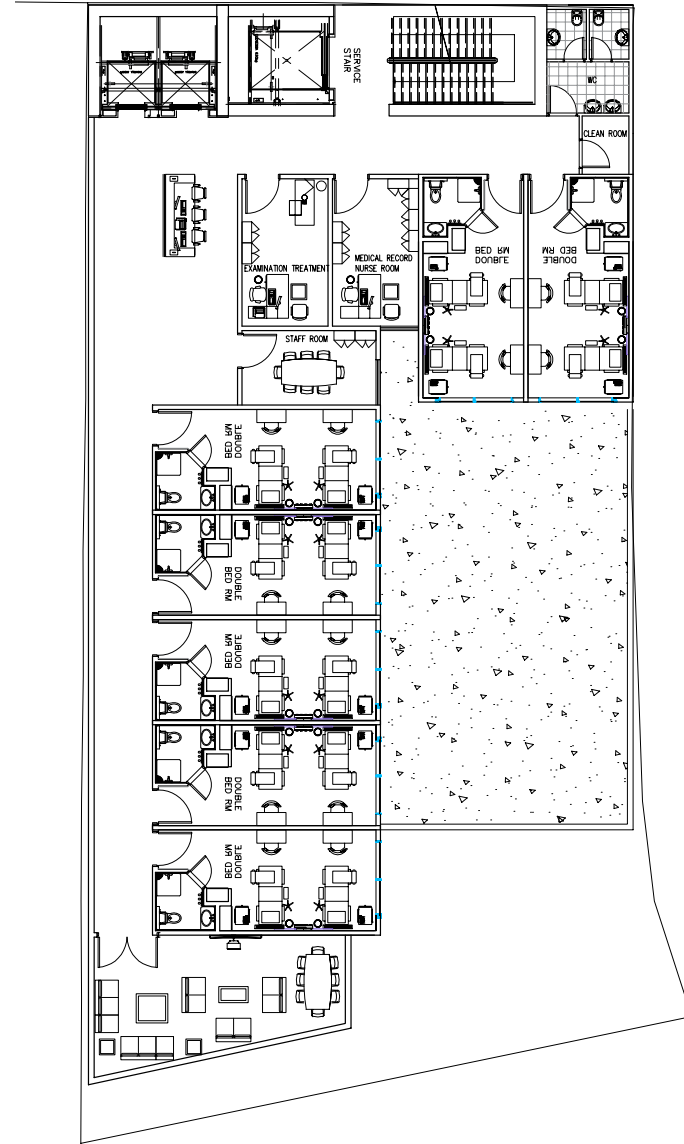 SERVICE
STAIR
WC
CLEAN ROOM
EXAMINATION TREATMENT
MEDICAL RECORD
NURSE ROOM
DOUBLE
BED RM
DOUBLE
BED RM
STAFF ROOM
DOUBLE
BED RM
DOUBLE
BED RM
DOUBLE
BED RM
DOUBLE
BED RM
DOUBLE
BED RM